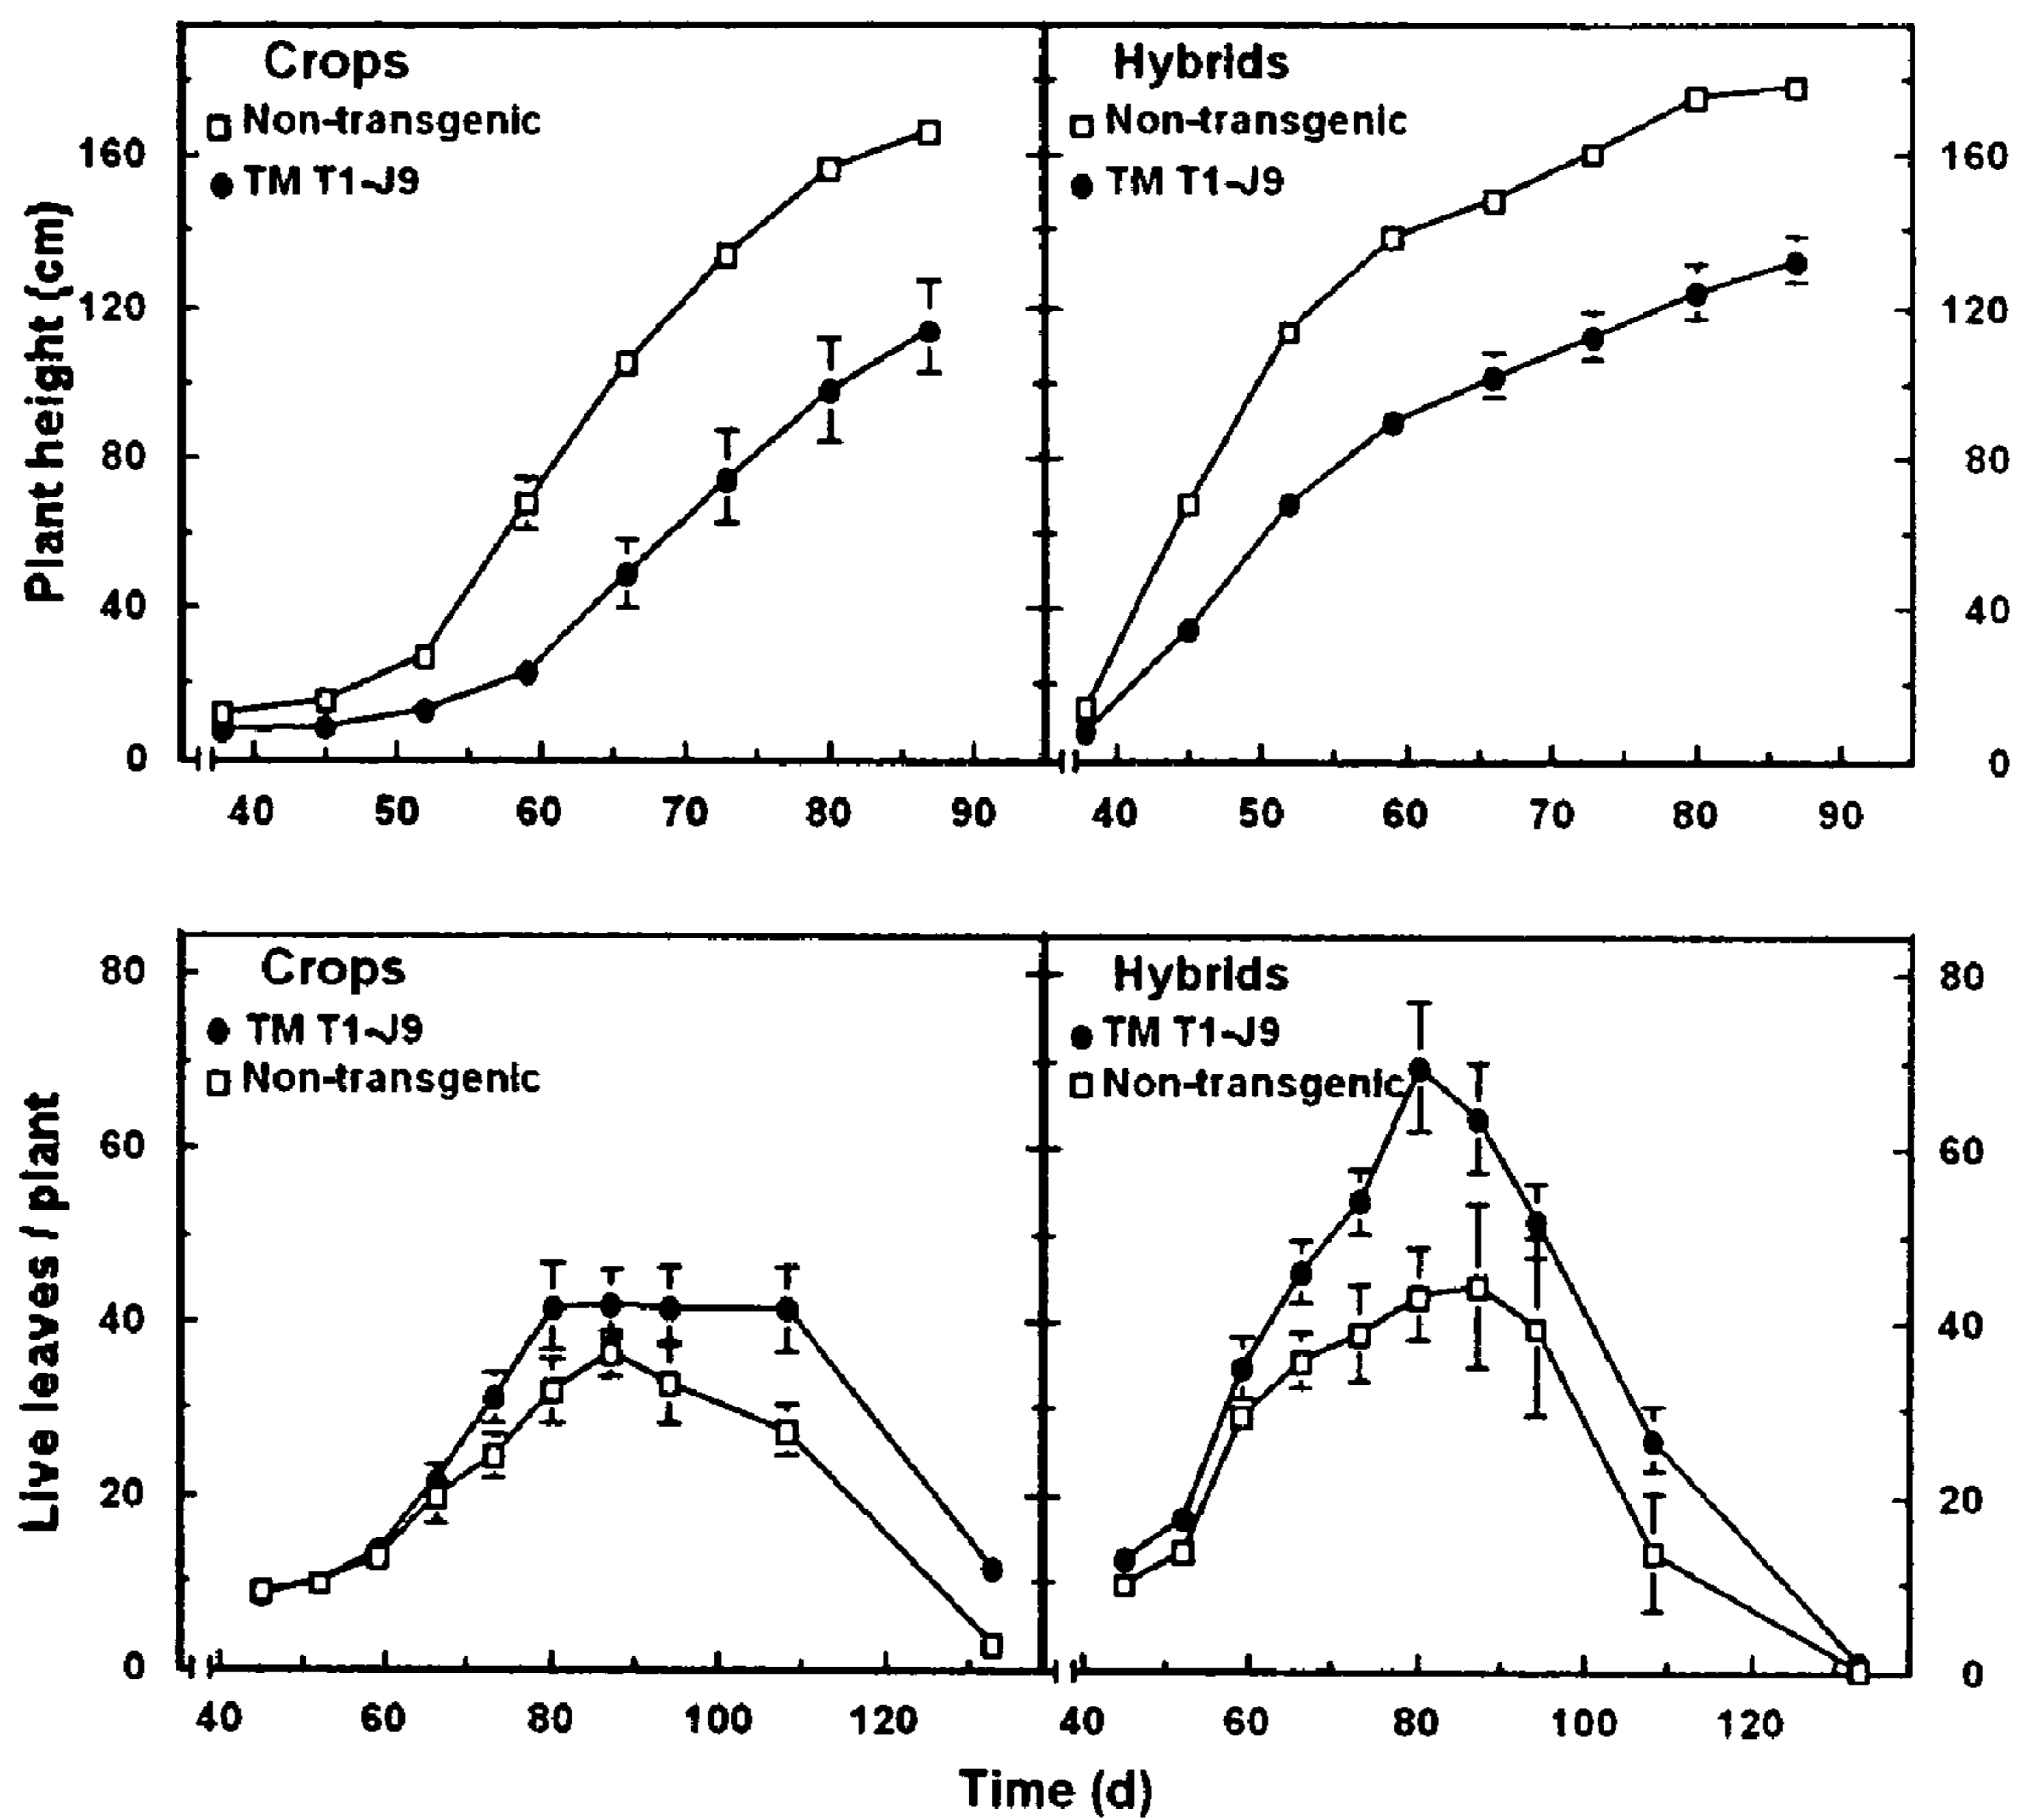 Crops
Non-transgenic
TM T1-J9
Hybrids
Non-transgenic
TM T1-J9
Plant height (cm)
160
120
80
40
0
160
120
80
40
0
40 50 60 70 80 90
40 50 60 70 80 90
Crops
TM T1-J9
Non-transgenic
Hybrids
TM T1-J9
Non-transgenic
Live leaves / plant
80
60
40
20
0
80
60
40
20
0
40 60 80 100 120
40 60 80 100 120
Time (d)